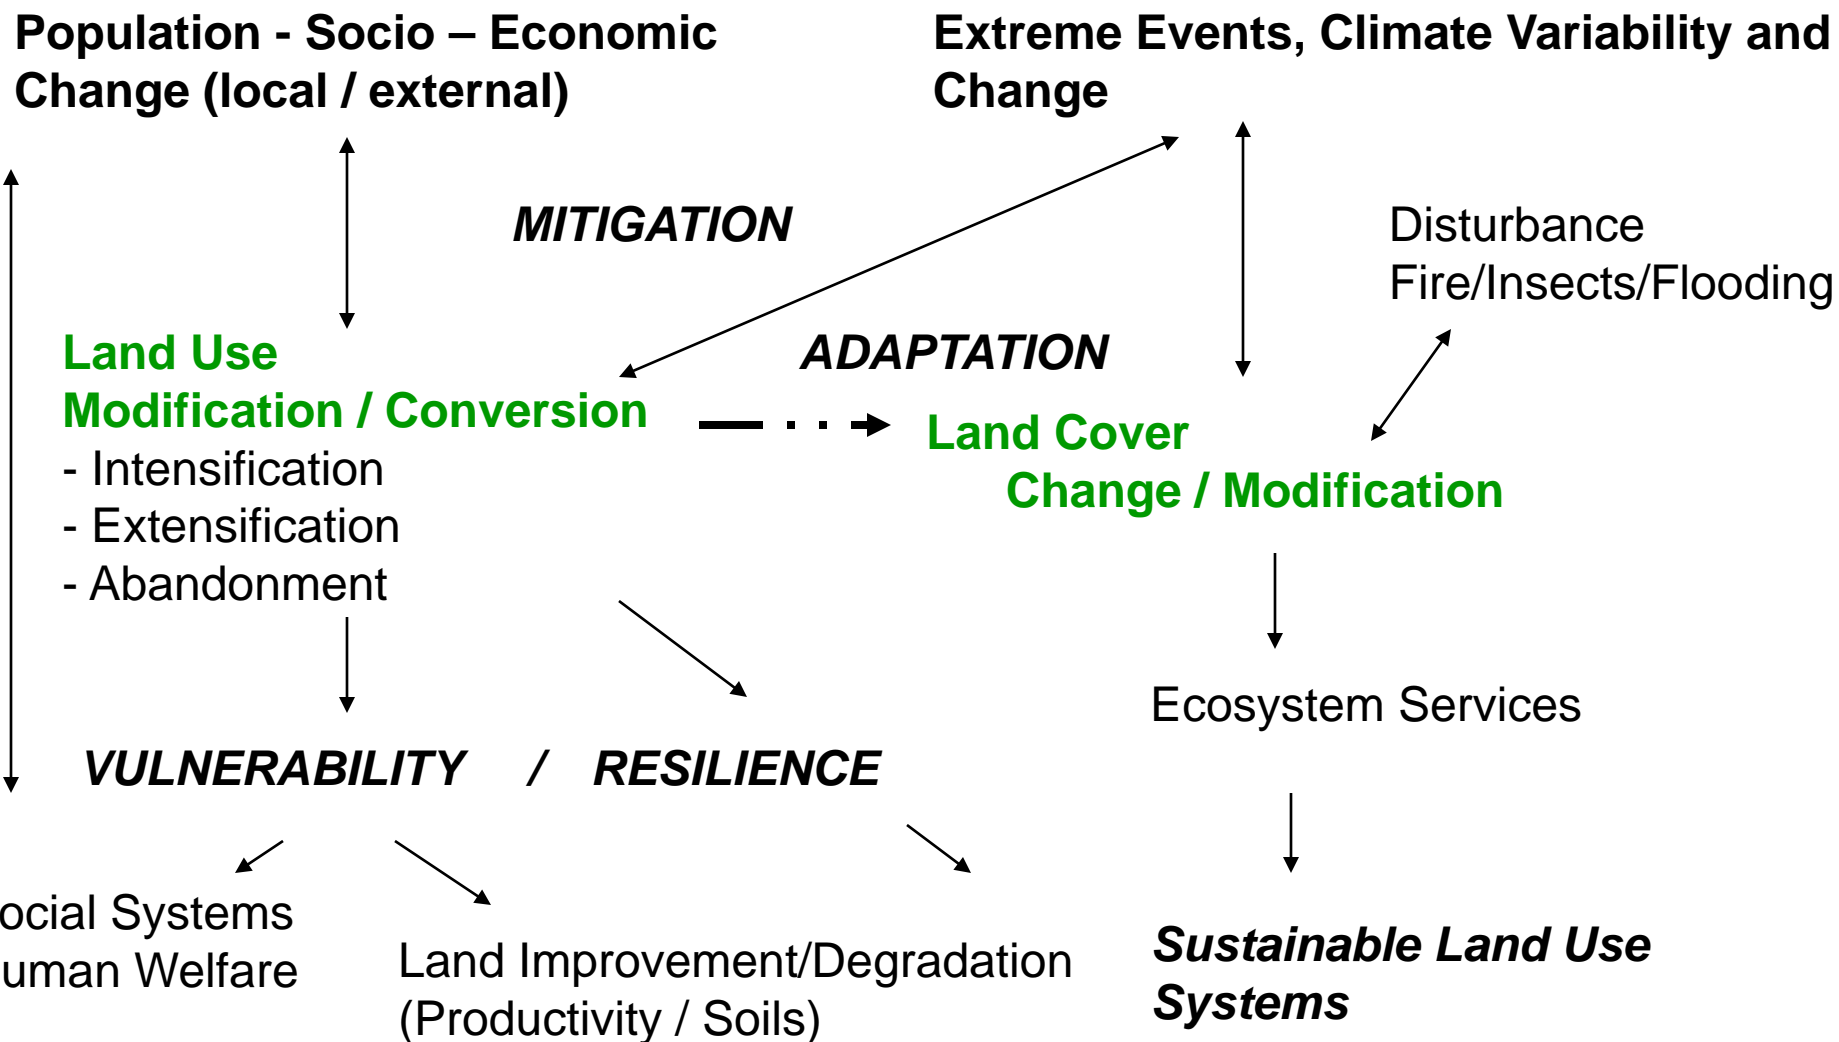 Population - Socio – Economic
Change (local / external)
Extreme Events, Climate Variability and
Change
MITIGATION
Disturbance
Fire/Insects/Flooding
Land Use
Modification / Conversion
- Intensification
- Extensification
- Abandonment
ADAPTATION
Land Cover
Change / Modification
Ecosystem Services
VULNERABILITY / RESILIENCE
ocial Systems
uman Welfare
Land Improvement/Degradation
(Productivity / Soils)
Sustainable Land Use
Systems